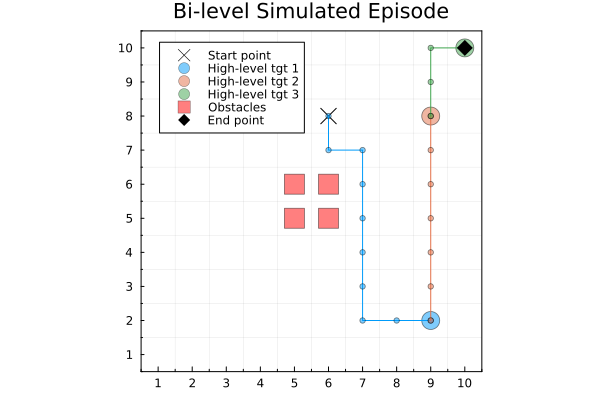 Bi-level Simulated Episode
10
9
8
7
6
5
4
3
2
1
Start point
High-level tgt 1
High-level tgt 2
High-level tgt 3
Obstacles
End point
1 2 3 4 5 6 7 8 9 10